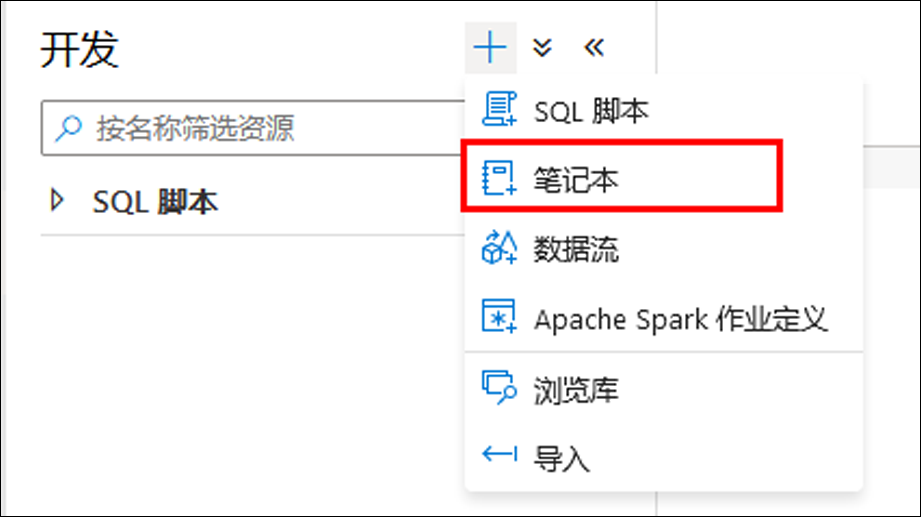 开发
按名称筛选资源
SQL 脚本
SQL 脚本
笔记本
数据流
Apache Spark 作业定义
浏览库
导入